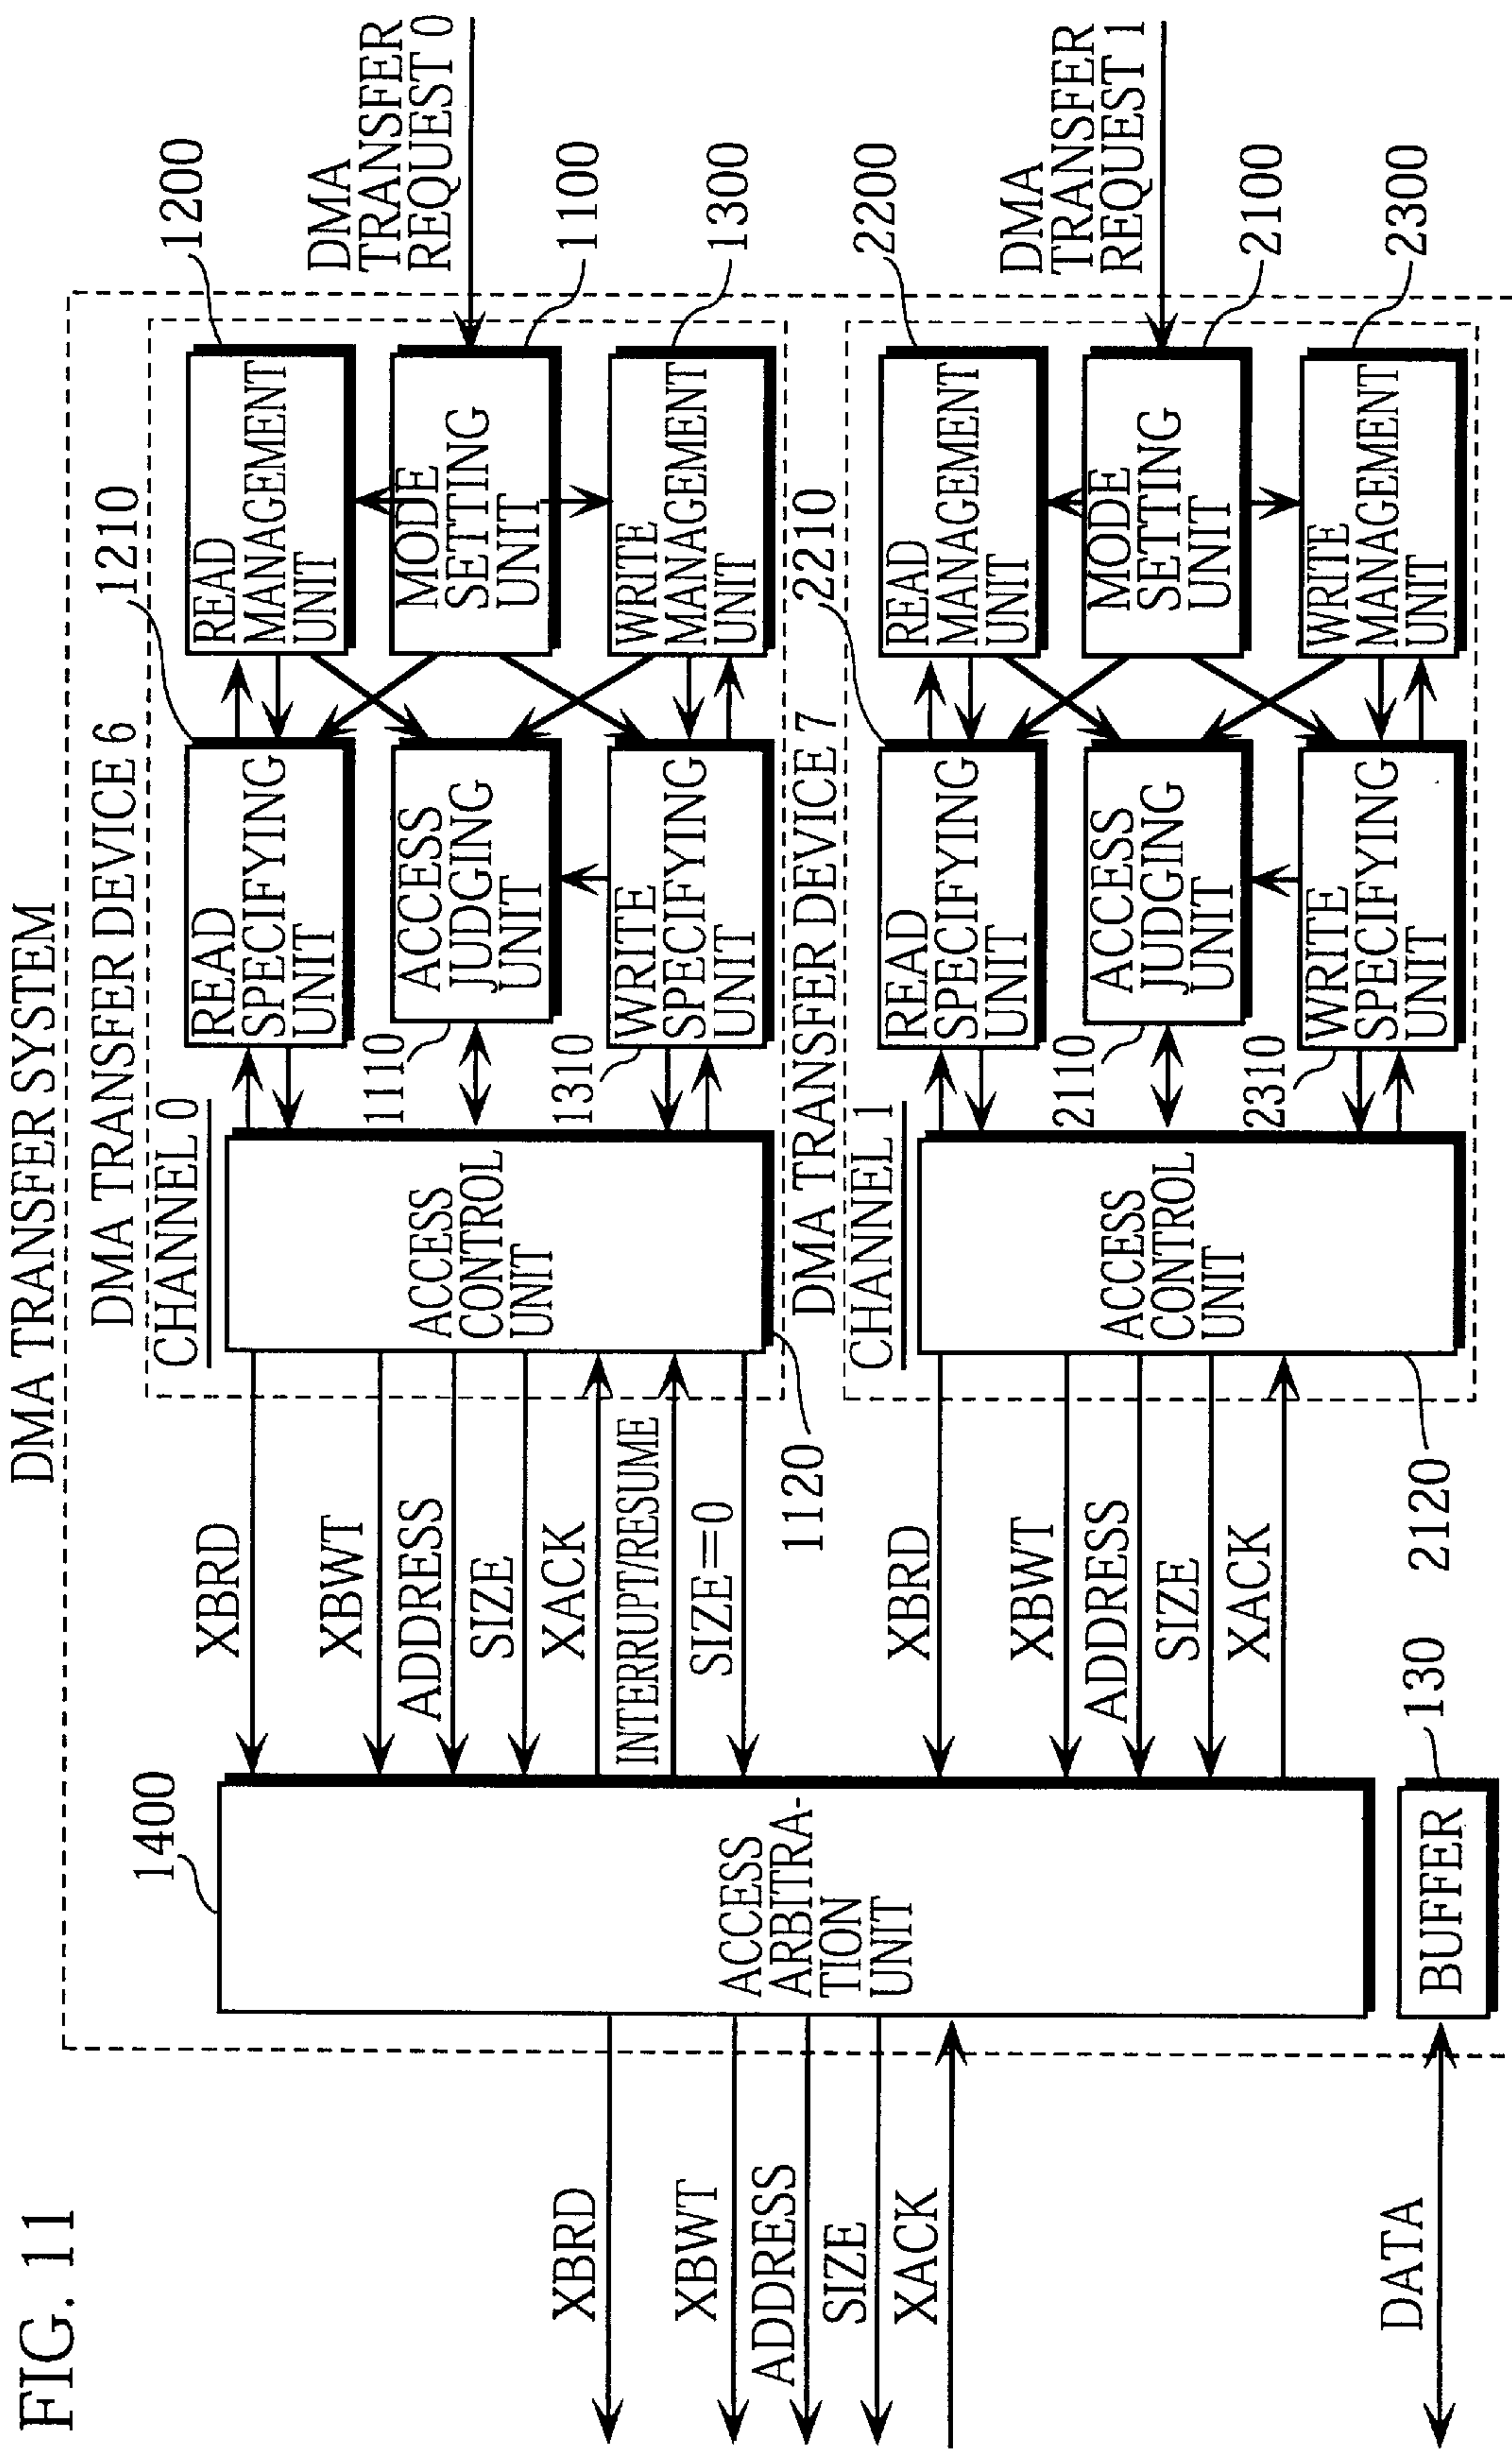 FIG. 11
DMA TRANSFER SYSTEM
DMA TRANSFER DEVICE 6
CHANNEL 0
1400
XBRD
XBWT
ADDRESS
SIZE
XACK
INTERRUPT/RESUME
SIZE=0
ACCESS
CONTROL
UNIT
1120
1210
READ
SPECIFYING
UNIT
1110
ACCESS
JUDGING
UNIT
1310
WRITE
SPECIFYING
UNIT
1200
READ
MANAGEMENT
UNIT
MODE
SETTING
UNIT
1100
WRITE
MANAGEMENT
UNIT
1300
DMA
TRANSFER
REQUEST 0
XBRD
XBWT
ADDRESS
SIZE
XACK
ACCESS
ARBITRA-
TION
UNIT
DMA TRANSFER DEVICE 7
CHANNEL 1
XBRD
XBWT
ADDRESS
SIZE
XACK
ACCESS
CONTROL
UNIT
2120
2210
READ
SPECIFYING
UNIT
2110
ACCESS
JUDGING
UNIT
2310
WRITE
SPECIFYING
UNIT
2200
READ
MANAGEMENT
UNIT
MODE
SETTING
UNIT
2100
WRITE
MANAGEMENT
UNIT
2300
DMA
TRANSFER
REQUEST 1
DATA
BUFFER
130